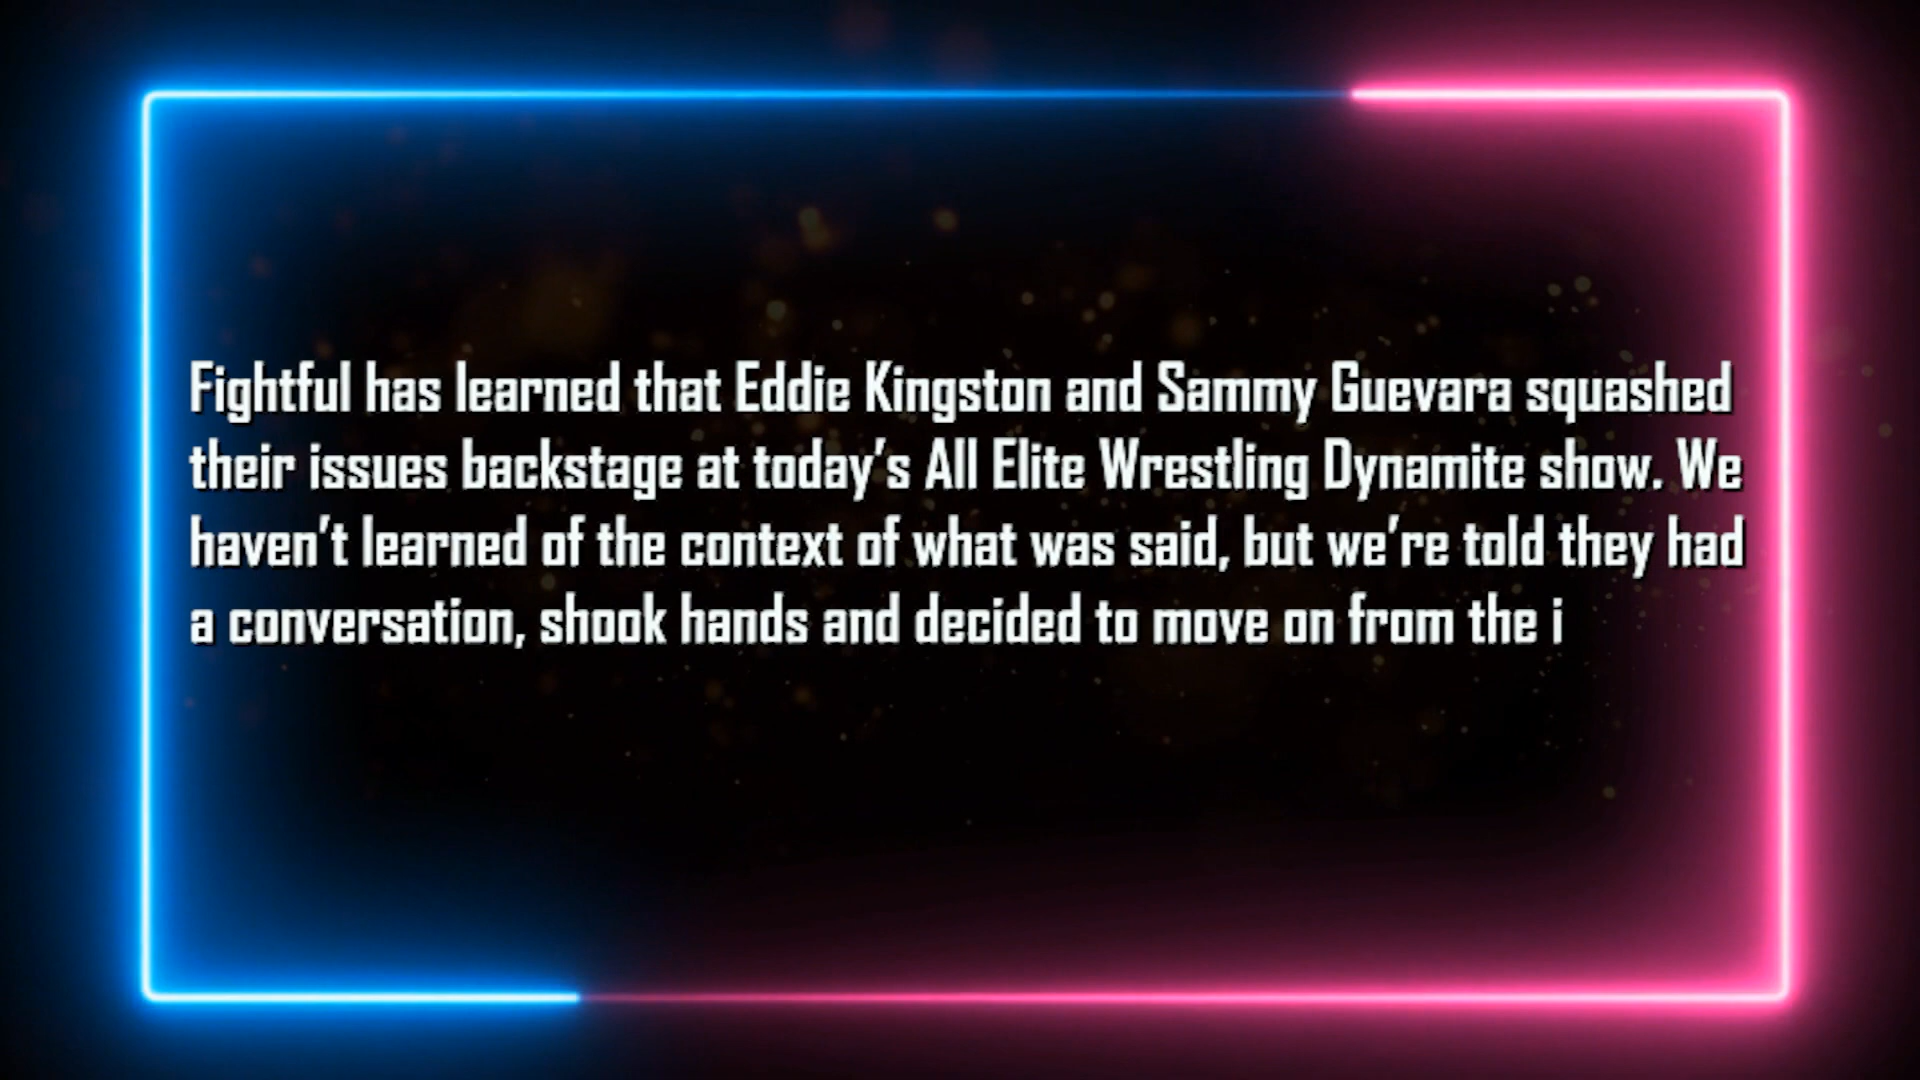 Fightful has learned that Eddie Kingston and Sammy Guevara squashed
their issues backstage at today’s All Elite Wrestling Dynamite show. We
haven’t learned of the context of what was said, but we’re told they had
a conversation, shook hands and decided to move on from the i